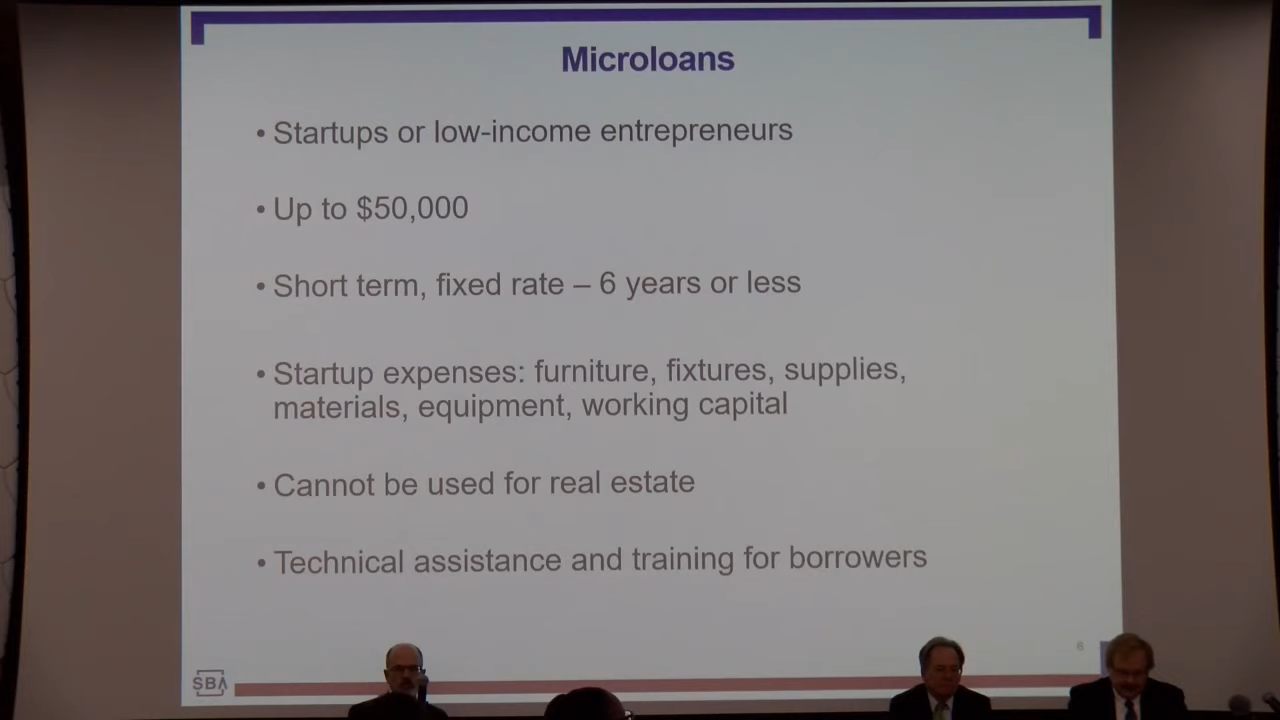 Microloans
• Startups or low-income entrepreneurs
• Up to $50,000
• Short term, fixed rate – 6 years or less
• Startup expenses: furniture, fixtures, supplies,
materials, equipment, working capital
• Cannot be used for real estate
• Technical assistance and training for borrowers
6
SBA